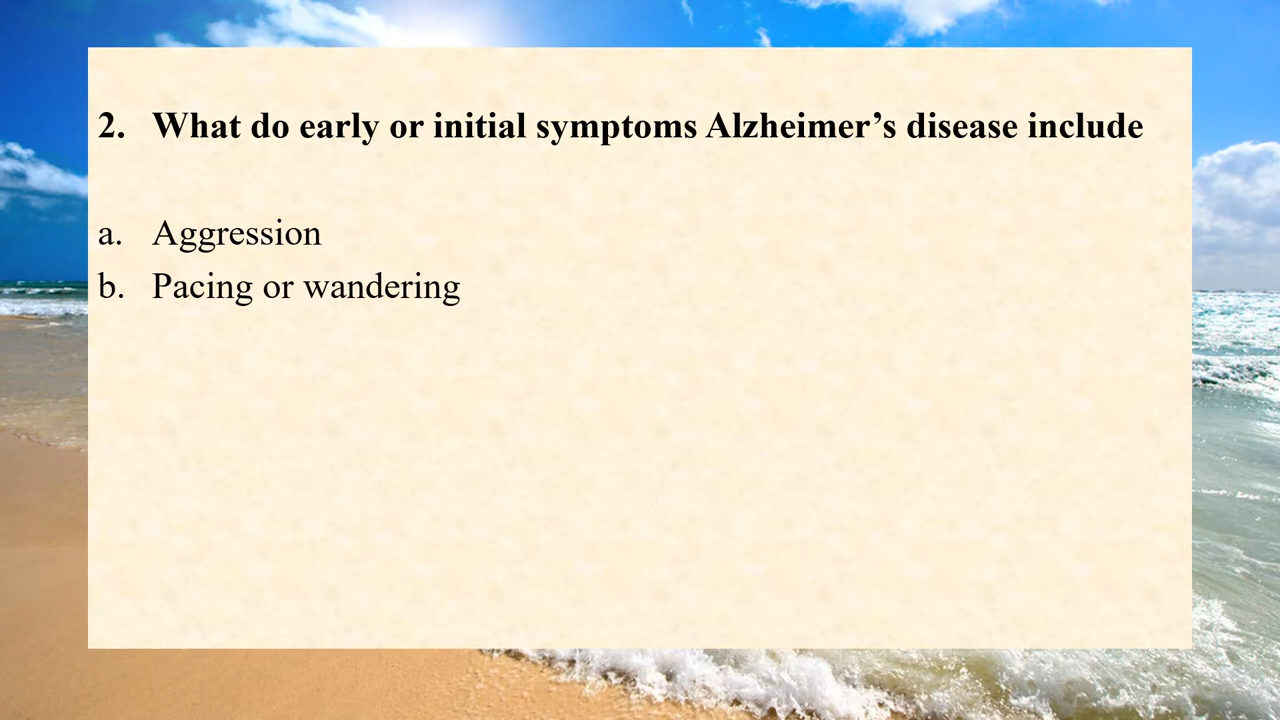 2. What do early or initial symptoms Alzheimer’s disease include
a. Aggression
b. Pacing or wandering